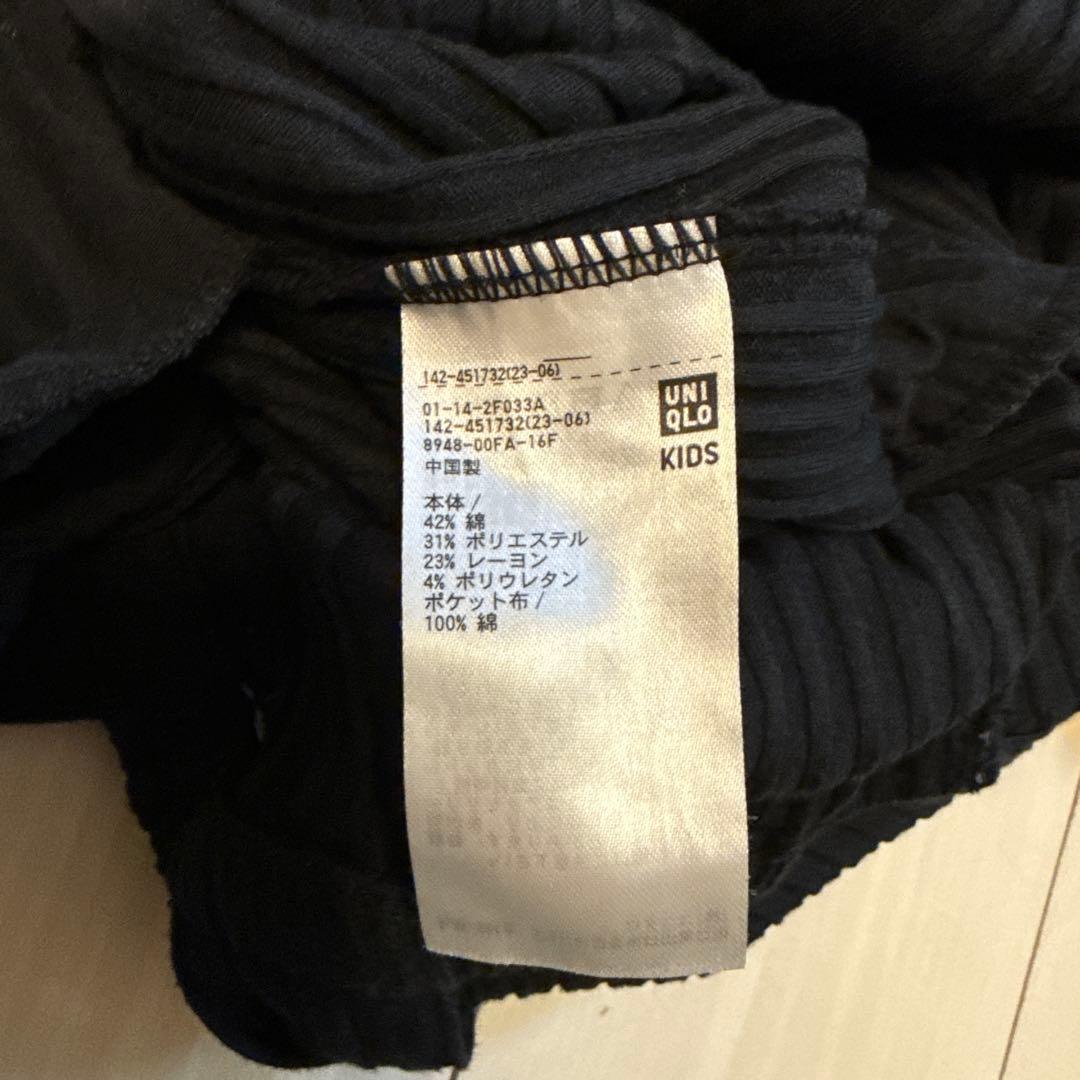 142-451732(23-06)
01-14-2F033A
142-451732(23-06)
8948-00FA-16F
中国製
UNI
QLO
KIDS
本体 /
42% 綿
31% ポリエステル
23% レーヨン
4% ポリウレタン
ポケット布 /
100% 綿